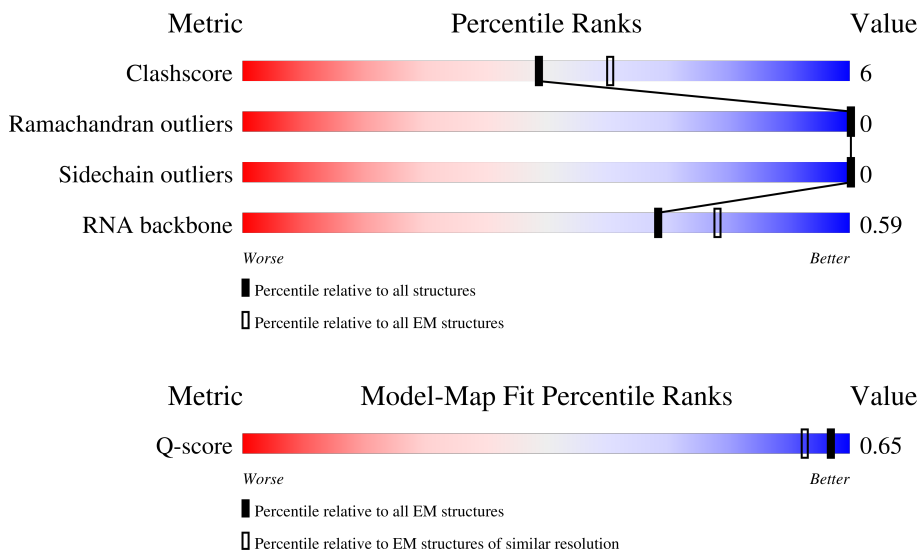 Metric Percentile Ranks Value
Clashscore 6
Ramachandran outliers 0
Sidechain outliers 0
RNA backbone 0.59
Worse Better
Percentile relative to all structures
Percentile relative to all EM structures
Metric Model-Map Fit Percentile Ranks Value
Q-score 0.65
Worse Better
Percentile relative to all EM structures
Percentile relative to EM structures of similar resolution